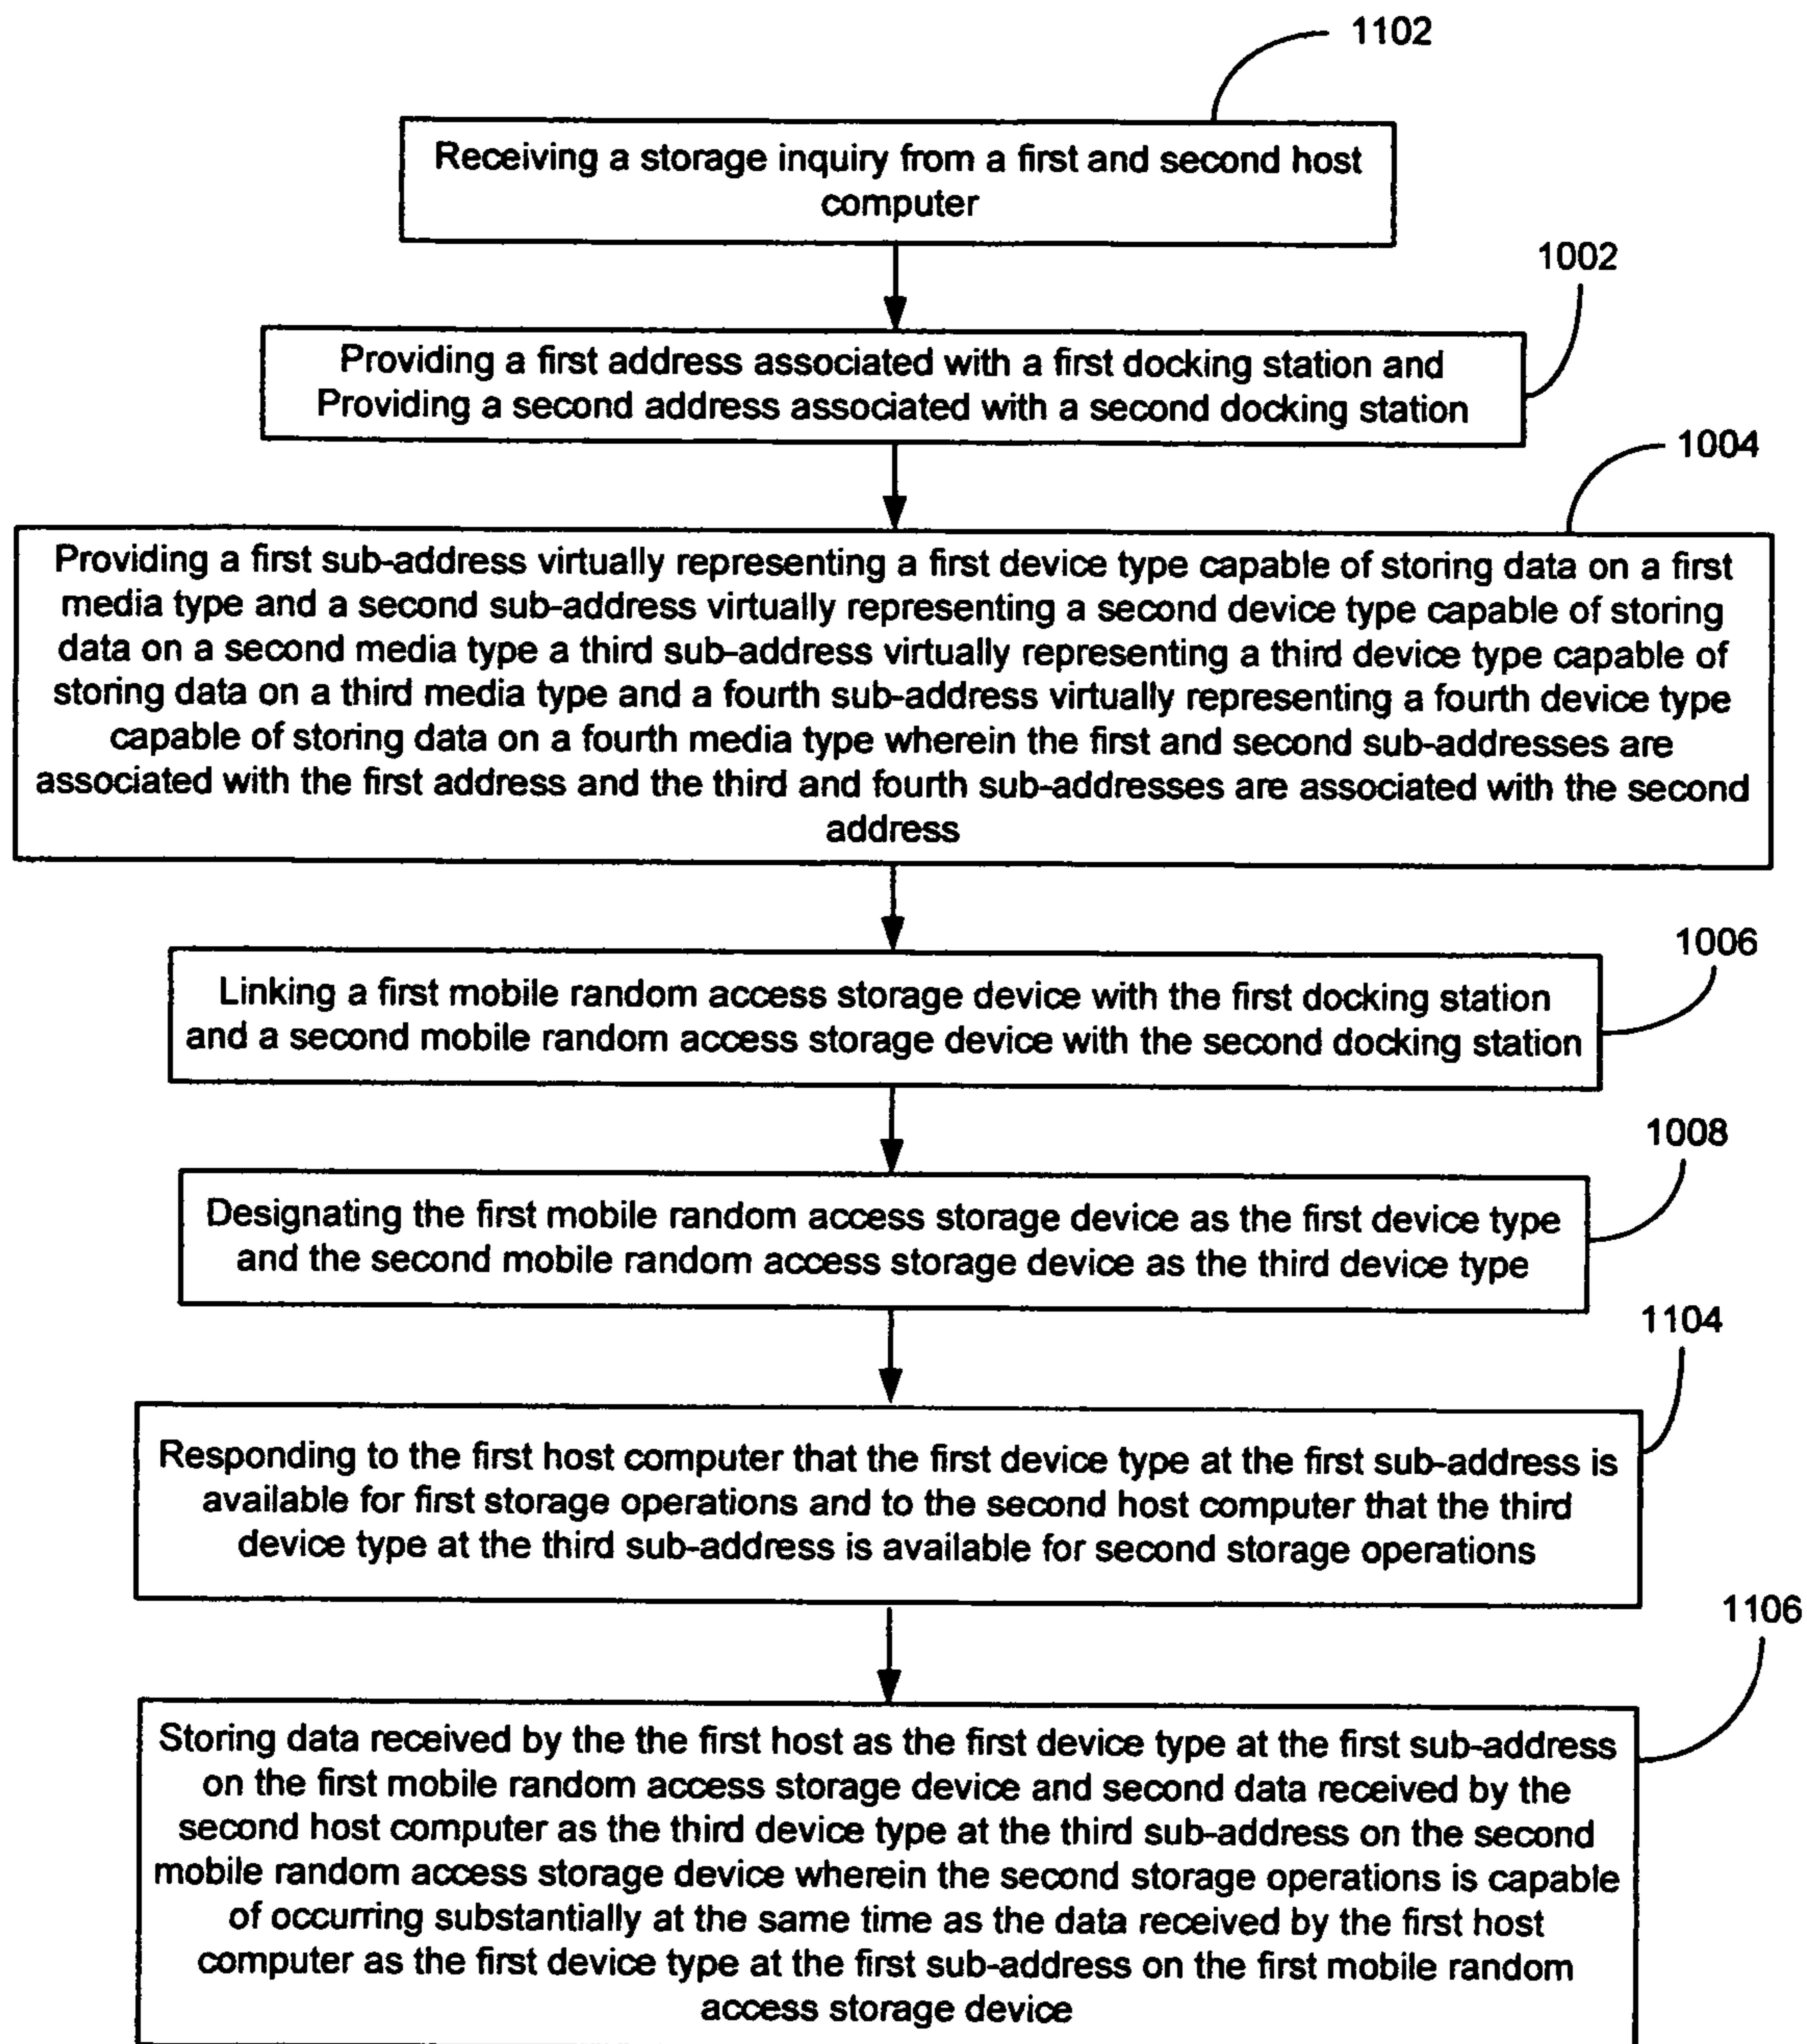 1102
Receiving a storage inquiry from a first and second host
computer
1002
Providing a first address associated with a first docking station and
Providing a second address associated with a second docking station
1004
Providing a first sub-address virtually representing a first device type capable of storing data on a first
media type and a second sub-address virtually representing a second device type capable of storing
data on a second media type a third sub-address virtually representing a third device type capable of
storing data on a third media type and a fourth sub-address virtually representing a fourth device type
capable of storing data on a fourth media type wherein the first and second sub-addresses are
associated with the first address and the third and fourth sub-addresses are associated with the second
address
1006
Linking a first mobile random access storage device with the first docking station
and a second mobile random access storage device with the second docking station
1008
Designating the first mobile random access storage device as the first device type
and the second mobile random access storage device as the third device type
1104
Responding to the first host computer that the first device type at the first sub-address is
available for first storage operations and to the second host computer that the third
device type at the third sub-address is available for second storage operations
1106
Storing data received by the the first host as the first device type at the first sub-address
on the first mobile random access storage device and second data received by the
second host computer as the third device type at the third sub-address on the second
mobile random access storage device wherein the second storage operations is capable
of occurring substantially at the same time as the data received by the first host
computer as the first device type at the first sub-address on the first mobile random
access storage device